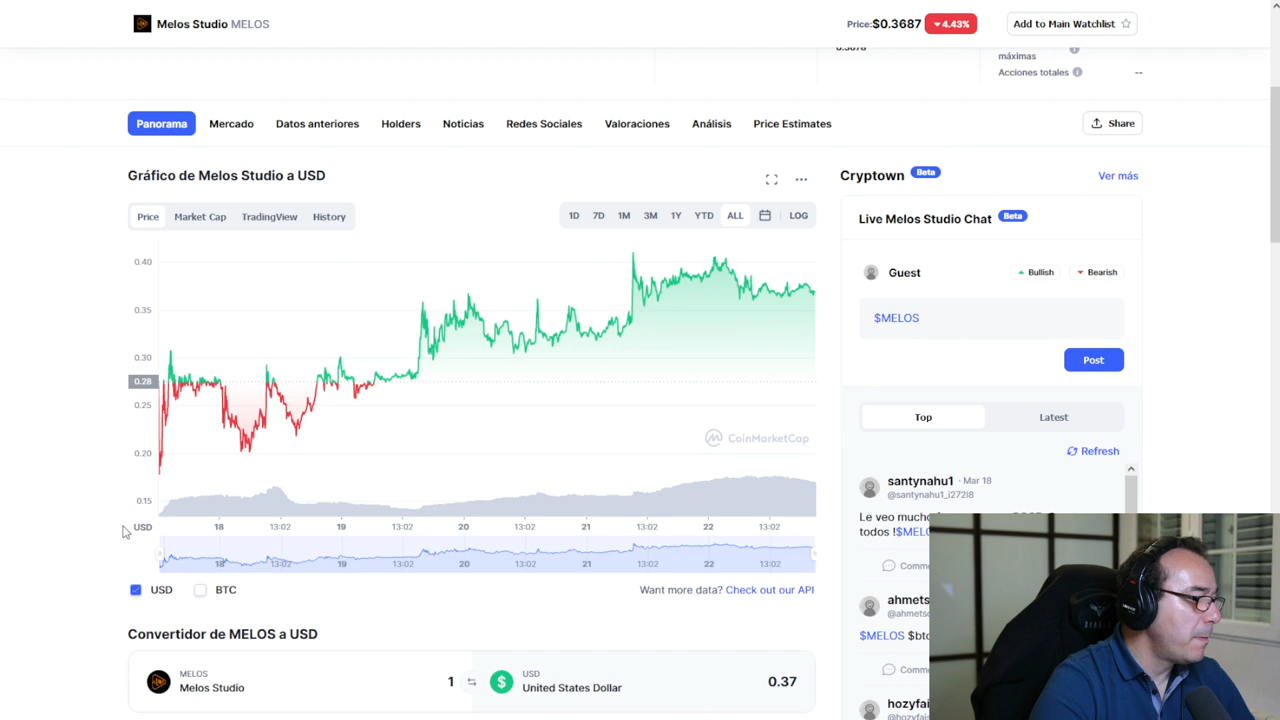 Melos Studio MELOS
Price:$0.3687
4.43%
Add to Main Watchlist
máximas
Acciones totales
--
Panorama
Mercado
Datos anteriores
Holders
Noticias
Redes Sociales
Valoraciones
Análisis
Price Estimates
Share
Gráfico de Melos Studio a USD
Price
Market Cap
TradingView
History
1D
7D
1M
3M
1Y
YTD
ALL
LOG
0.40
0.35
0.30
0.28
0.25
0.20
0.15
CoinMarketCap
USD
18
13:02
19
13:02
20
13:02
21
13:02
22
13:02
18
13:02
19
13:02
20
13:02
21
13:02
22
13:02
USD
BTC
Want more data? Check out our API
Convertidor de MELOS a USD
MELOS
Melos Studio
1
USD
United States Dollar
0.37
Cryptown Beta
Ver más
Live Melos Studio Chat Beta
Guest
Bullish
Bearish
$MELOS
Post
Top
Latest
Refresh
santynahu1 · Mar 18
@santynahu1_i272l8
Le veo mucho
todos !$MELO
Comme
ahmets
@ahmetso
$MELOS $btc
Comme
hozyfais
@hozyfais